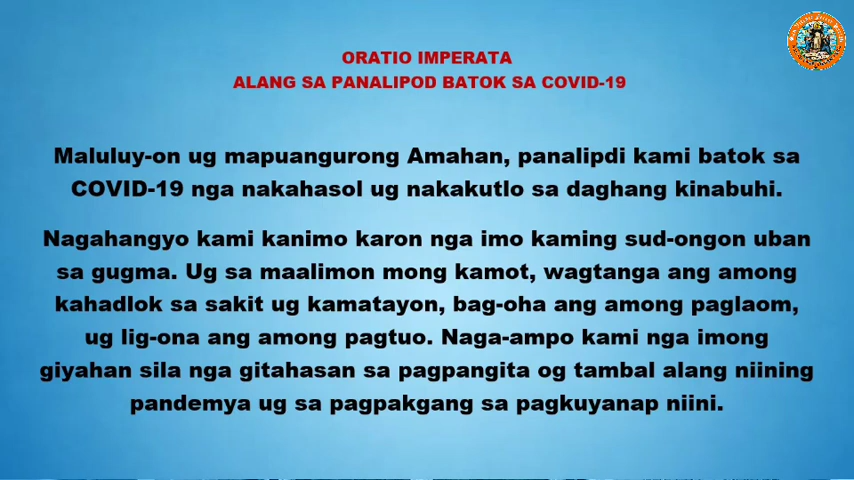 ORATIO IMPERATA
ALANG SA PANALIPOD BATOK SA COVID-19
Maluluy-on ug mapuangurong Amahan, panalipdi kami batok sa
COVID-19 nga nakahasol ug nakakutlo sa daghang kinabuhi.
Nagahangyo kami kanimo karon nga imo kaming sud-ongon uban
sa gugma. Ug sa maalimon mong kamot, wagtanga ang among
kahadlok sa sakit ug kamatayon, bag-oha ang among paglaom,
ug lig-ona ang among pagtuo. Naga-ampo kami nga imong
giyahan sila nga gitahasan sa pagpangita og tambal alang niining
pandemya ug sa pagpakgang sa pagkuyanap niini.